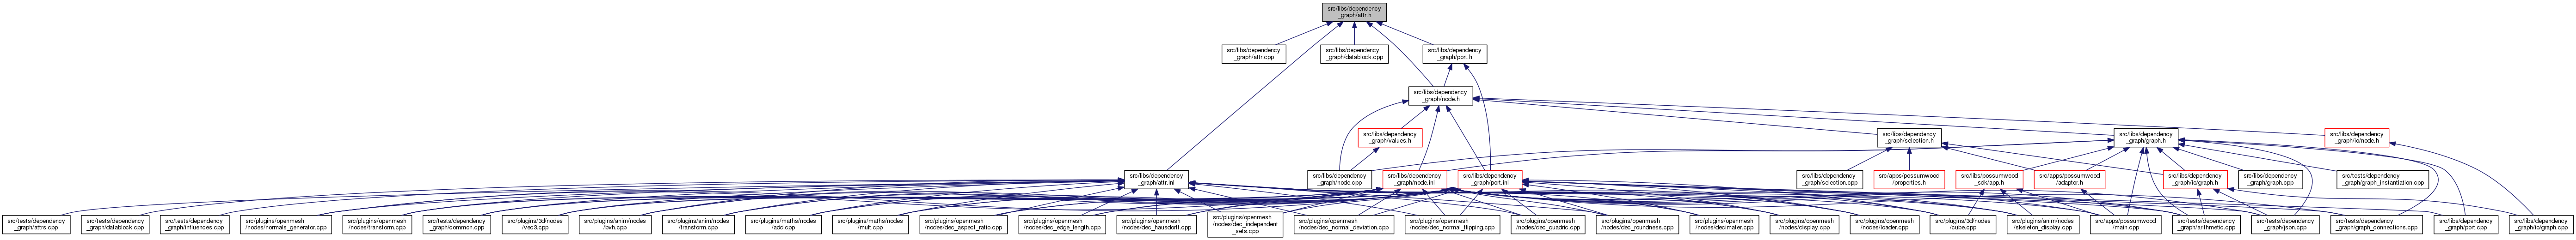 src/libs/dependency
_graph/attr.h
src/libs/dependency
_graph/attr.cpp
src/libs/dependency
_graph/datablock.cpp
src/libs/dependency
_graph/port.h
src/libs/dependency
_graph/node.h
src/libs/dependency
_graph/values.h
src/libs/dependency
_graph/selection.h
src/libs/dependency
_graph/graph.h
src/libs/dependency
_graph/io/node.h
src/libs/dependency
_graph/attr.inl
src/libs/dependency
_graph/node.cpp
src/libs/dependency
_graph/node.inl
src/libs/dependency
_graph/port.inl
src/libs/dependency
_graph/selection.cpp
src/apps/possumwood
/properties.h
src/libs/possumwood
_sdk/app.h
src/apps/possumwood
/adaptor.h
src/libs/dependency
_graph/io/graph.h
src/libs/dependency
_graph/graph.cpp
src/tests/dependency
_graph/graph_instantiation.cpp
src/tests/dependency
_graph/attrs.cpp
src/tests/dependency
_graph/datablock.cpp
src/tests/dependency
_graph/influences.cpp
src/plugins/openmesh
/nodes/normals_generator.cpp
src/plugins/openmesh
/nodes/transform.cpp
src/tests/dependency
_graph/common.cpp
src/plugins/3d/nodes
/vec3.cpp
src/plugins/anim/nodes
/bvh.cpp
src/plugins/anim/nodes
/transform.cpp
src/plugins/maths/nodes
/add.cpp
src/plugins/maths/nodes
/mult.cpp
src/plugins/openmesh
/nodes/dec_aspect_ratio.cpp
src/plugins/openmesh
/nodes/dec_edge_length.cpp
src/plugins/openmesh
/nodes/dec_hausdorff.cpp
src/plugins/openmesh
/nodes/dec_independent
_sets.cpp
src/plugins/openmesh
/nodes/dec_normal_deviation.cpp
src/plugins/openmesh
/nodes/dec_normal_flipping.cpp
src/plugins/openmesh
/nodes/dec_quadric.cpp
src/plugins/openmesh
/nodes/dec_roundness.cpp
src/plugins/openmesh
/nodes/decimater.cpp
src/plugins/openmesh
/nodes/display.cpp
src/plugins/openmesh
/nodes/loader.cpp
src/plugins/3d/nodes
/cube.cpp
src/plugins/anim/nodes
/skeleton_display.cpp
src/apps/possumwood
/main.cpp
src/tests/dependency
_graph/arithmetic.cpp
src/tests/dependency
_graph/json.cpp
src/tests/dependency
_graph/graph_connections.cpp
src/libs/dependency
_graph/port.cpp
src/libs/dependency
_graph/io/graph.cpp